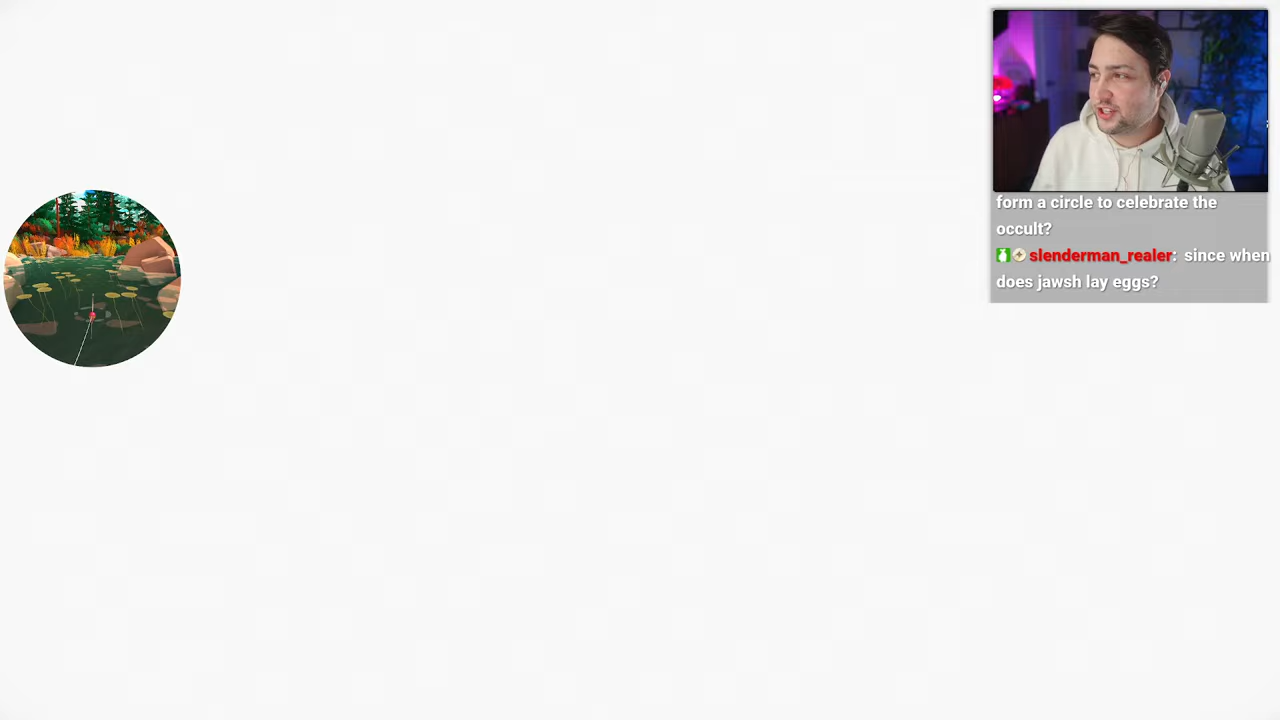 form a circle to celebrate the
occult?
slenderman_realer: since when
does jawsh lay eggs?